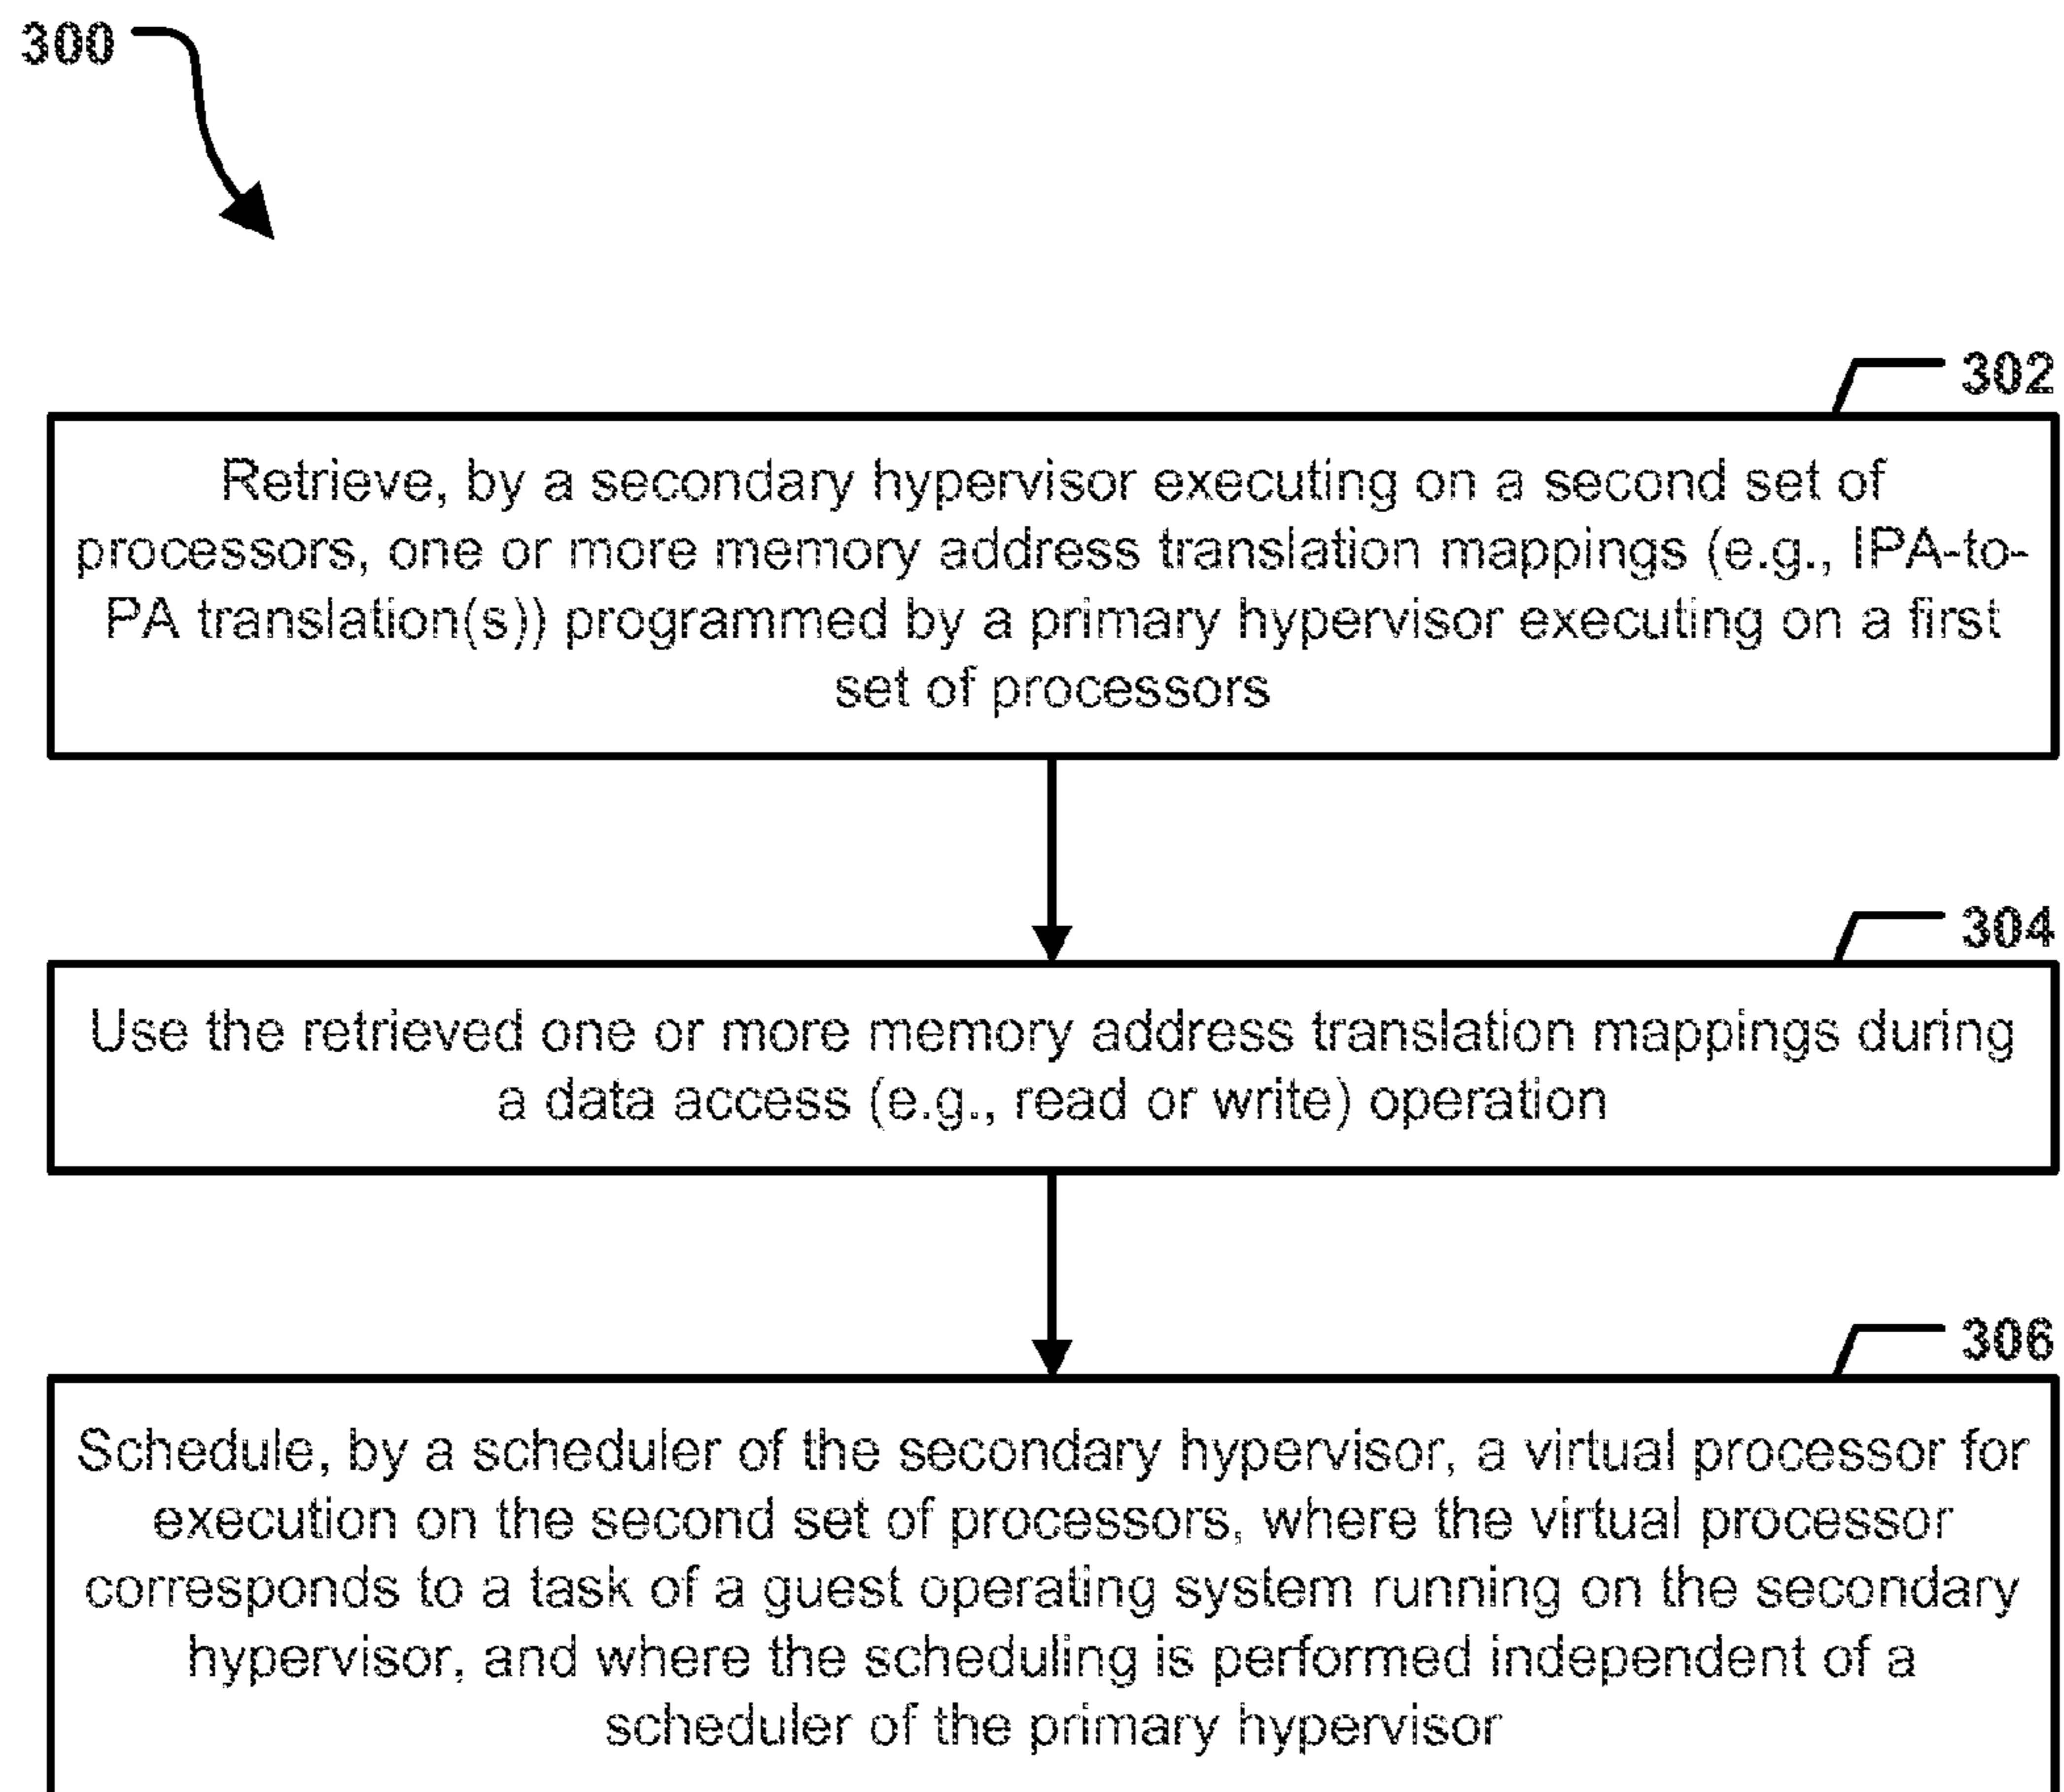 300
302
Retrieve, by a secondary hypervisor executing on a second set of
processors, one or more memory address translation mappings (e.g., IPA-to-
PA translation(s)) programmed by a primary hypervisor executing on a first
set of processors
304
Use the retrieved one or more memory address translation mappings during
a data access (e.g., read or write) operation
306
Schedule, by a scheduler of the secondary hypervisor, a virtual processor for
execution on the second set of processors, where the virtual processor
corresponds to a task of a guest operating system running on the secondary
hypervisor, and where the scheduling is performed independent of a
scheduler of the primary hypervisor